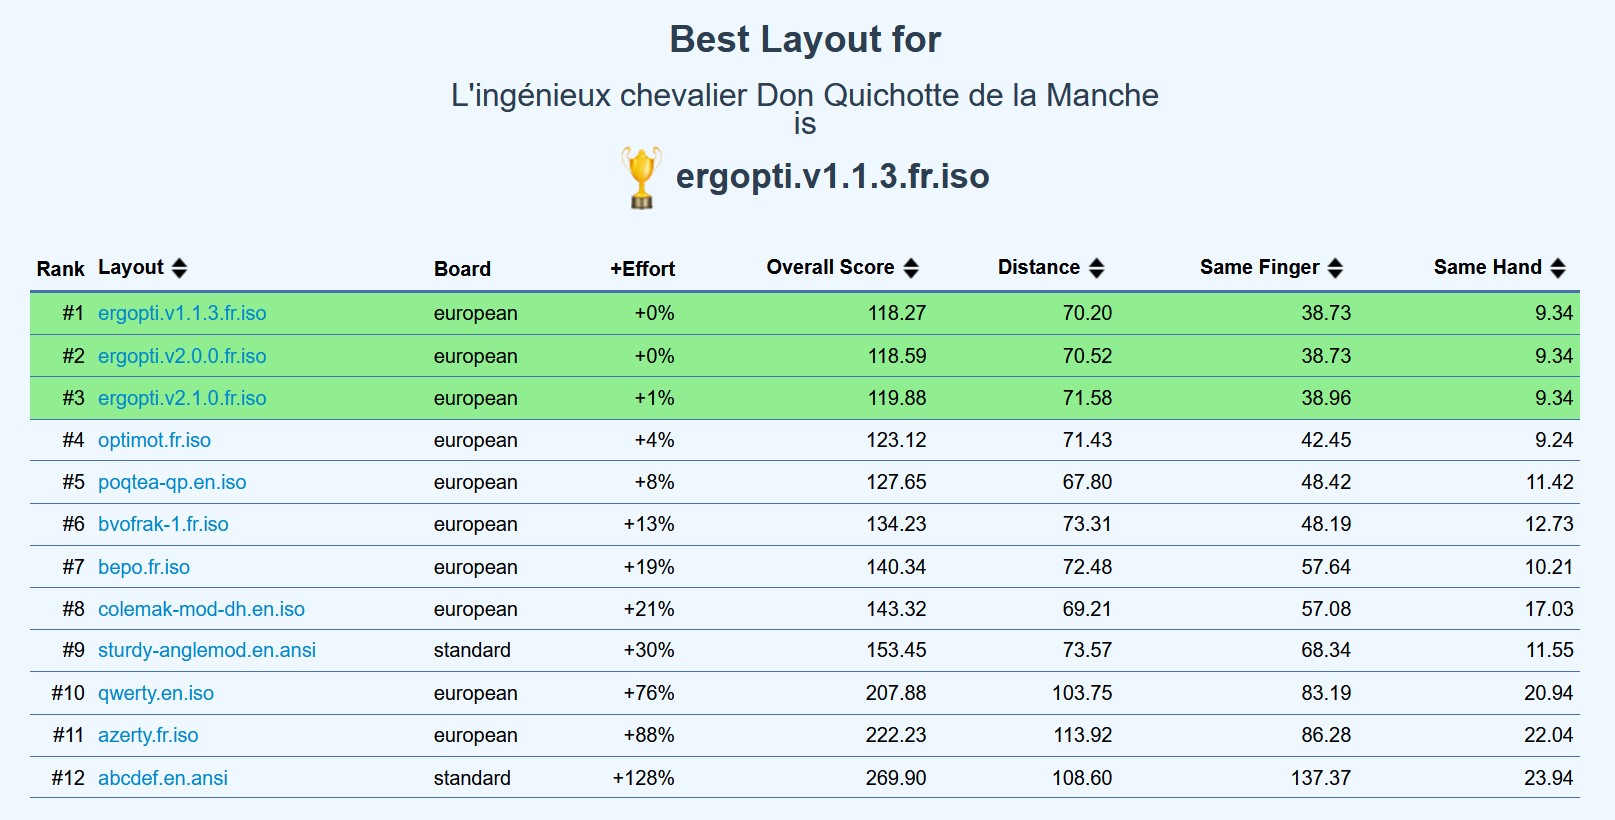 Best Layout for
L'ingénieux chevalier Don Quichotte de la Manche
is
ergopti.v1.1.3.fr.iso
Rank Layout Board +Effort Overall Score Distance Same Finger Same Hand
#1 ergopti.v1.1.3.fr.iso european +0% 118.27 70.20 38.73 9.34
#2 ergopti.v2.0.0.fr.iso european +0% 118.59 70.52 38.73 9.34
#3 ergopti.v2.1.0.fr.iso european +1% 119.88 71.58 38.96 9.34
#4 optimot.fr.iso european +4% 123.12 71.43 42.45 9.24
#5 poqtea-qp.en.iso european +8% 127.65 67.80 48.42 11.42
#6 bvofrak-1.fr.iso european +13% 134.23 73.31 48.19 12.73
#7 bepo.fr.iso european +19% 140.34 72.48 57.64 10.21
#8 colemak-mod-dh.en.iso european +21% 143.32 69.21 57.08 17.03
#9 sturdy-anglemod.en.ansi standard +30% 153.45 73.57 68.34 11.55
#10 qwerty.en.iso european +76% 207.88 103.75 83.19 20.94
#11 azerty.fr.iso european +88% 222.23 113.92 86.28 22.04
#12 abcdef.en.ansi standard +128% 269.90 108.60 137.37 23.94